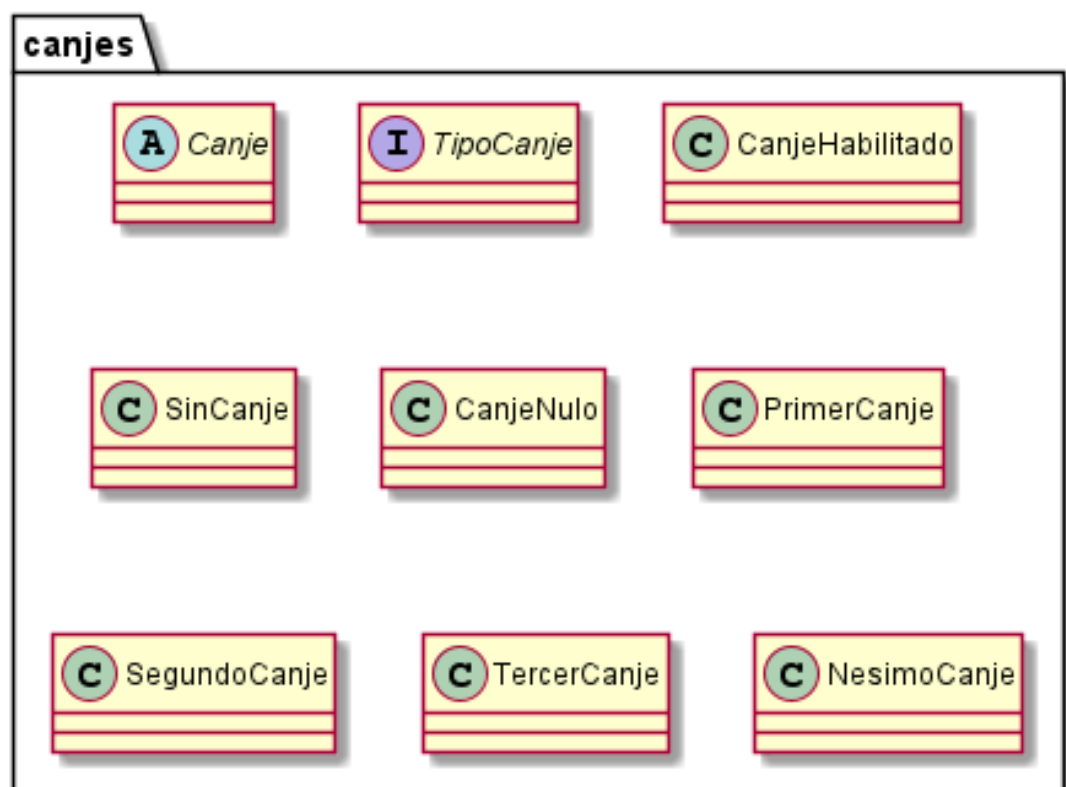 canjes
A Canje
I TipoCanje
C CanjeHabilitado
C SinCanje
C CanjeNulo
C PrimerCanje
C SegundoCanje
C TercerCanje
C NesimoCanje